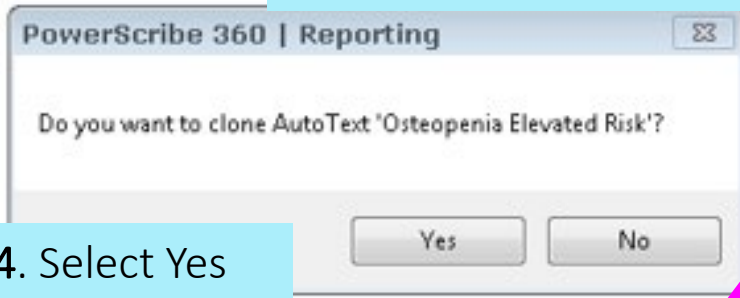 PowerScribe 360 | Reporting
Do you want to clone AutoText 'Osteopenia Elevated Risk'?
Yes No
4. Select Yes